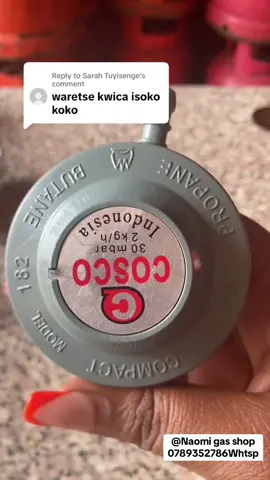 Reply to Sarah Tuyisenge's
comment
waretse kwica isoko
koko
BUTTAME
PROPANE
Indonesia
30 mbar
2 kg/h
COSCO
MODEL 182
COMPACT
@Naomi gas shop
0789352786Whtsp